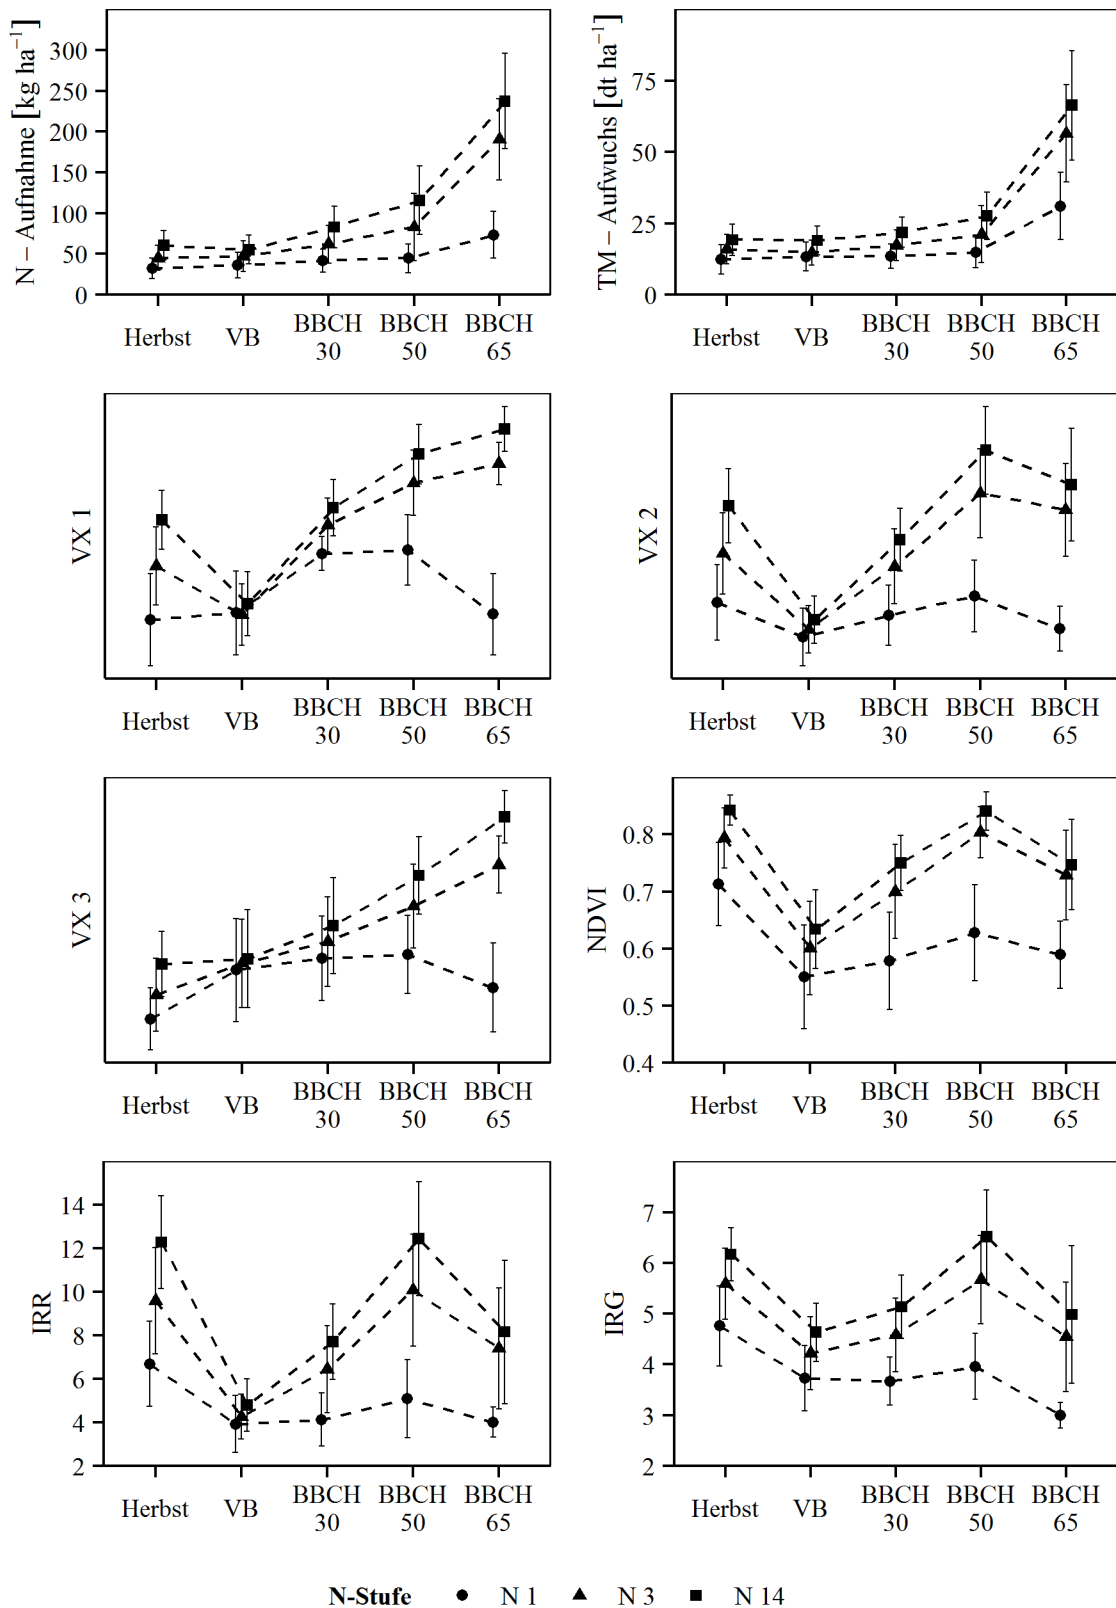 N – Aufnahme [kg ha⁻¹]
300
250
200
150
100
50
0
Herbst VB BBCH 30 BBCH 50 BBCH 65
TM – Aufwuchs [dt ha⁻¹]
75
50
25
0
Herbst VB BBCH 30 BBCH 50 BBCH 65
VX 1
Herbst VB BBCH 30 BBCH 50 BBCH 65
VX 2
Herbst VB BBCH 30 BBCH 50 BBCH 65
VX 3
Herbst VB BBCH 30 BBCH 50 BBCH 65
NDVI
0.8
0.7
0.6
0.5
0.4
Herbst VB BBCH 30 BBCH 50 BBCH 65
IRR
14
12
10
8
6
4
2
Herbst VB BBCH 30 BBCH 50 BBCH 65
IRG
7
6
5
4
3
2
Herbst VB BBCH 30 BBCH 50 BBCH 65
N-Stufe N 1 N 3 N 14